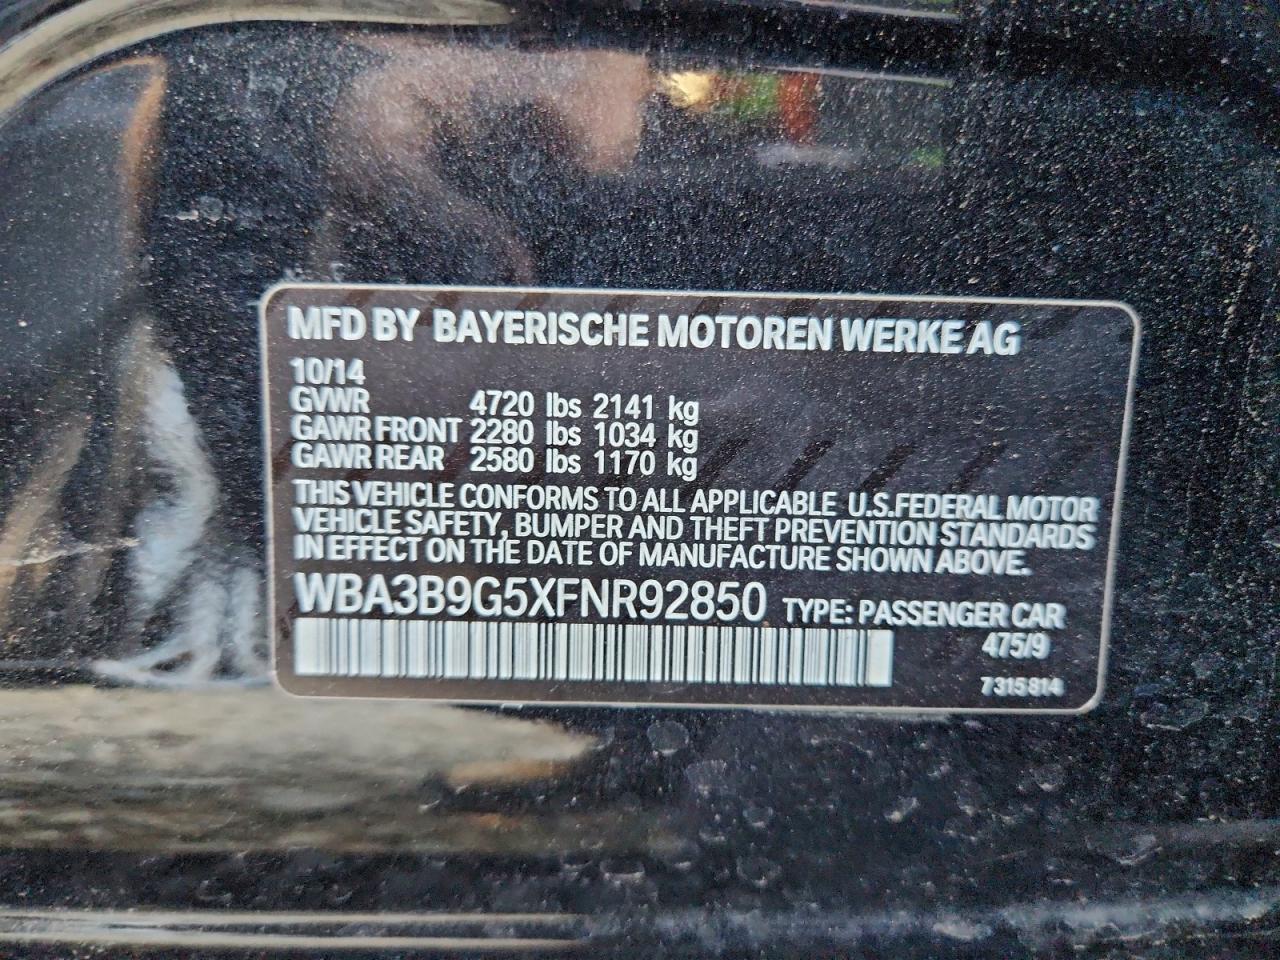 MFD BY BAYERISCHE MOTOREN WERKE AG
10/14
GVWR 4720 lbs 2141 kg
GAWR FRONT 2280 lbs 1034 kg
GAWR REAR 2580 lbs 1170 kg
THIS VEHICLE CONFORMS TO ALL APPLICABLE U.S.FEDERAL MOTOR
VEHICLE SAFETY, BUMPER AND THEFT PREVENTION STANDARDS
IN EFFECT ON THE DATE OF MANUFACTURE SHOWN ABOVE.
WBA3B9G5XFNR92850 TYPE: PASSENGER CAR
475/9
7315814